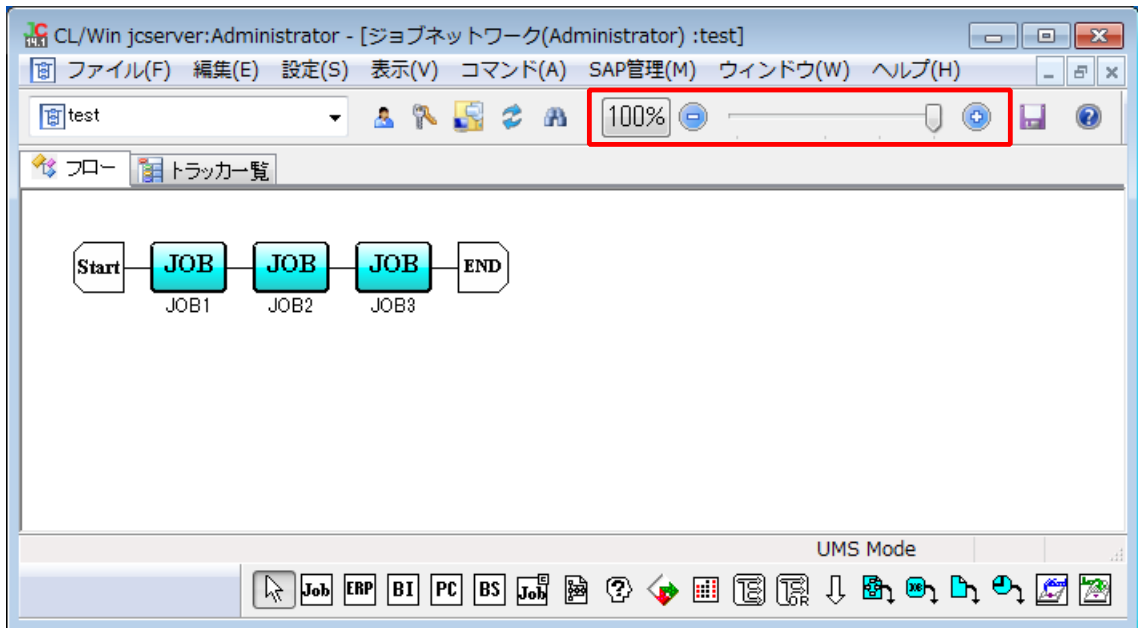 CL/Win jcserver:Administrator - [ジョブネットワーク(Administrator) :test]
ファイル(F) 編集(E) 設定(S) 表示(V) コマンド(A) SAP管理(M) ウィンドウ(W) ヘルプ(H)
test 100%
フロー トラッカ一覧
Start JOB JOB JOB END
JOB1 JOB2 JOB3
UMS Mode
Job ERP BI PC BS Job OR